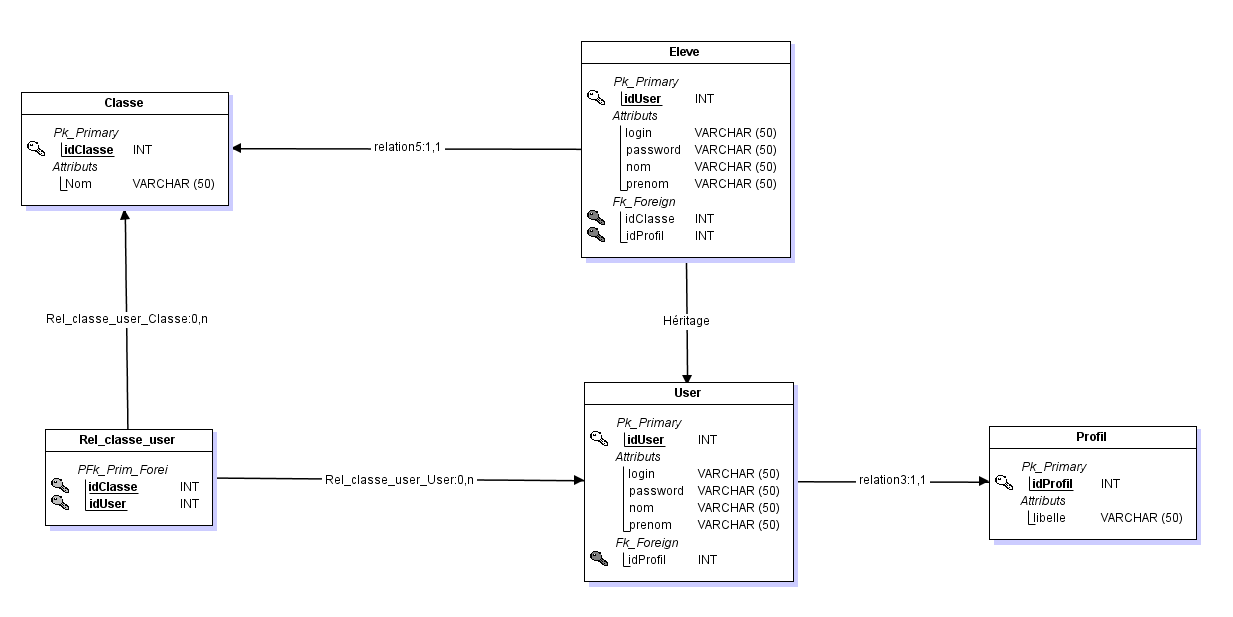 Eleve
Pk_Primary
idUser INT
Attributs
login VARCHAR (50)
password VARCHAR (50)
nom VARCHAR (50)
prenom VARCHAR (50)
Fk_Foreign
idClasse INT
idProfil INT
Classe
Pk_Primary
idClasse INT
Attributs
Nom VARCHAR (50)
relation5:1,1
Rel_classe_user_Classe:0,n
Héritage
User
Pk_Primary
idUser INT
Attributs
login VARCHAR (50)
password VARCHAR (50)
nom VARCHAR (50)
prenom VARCHAR (50)
Fk_Foreign
idProfil INT
Rel_classe_user
PFk_Prim_Forei
idClasse INT
idUser INT
Rel_classe_user_User:0,n
relation3:1,1
Profil
Pk_Primary
idProfil INT
Attributs
libelle VARCHAR (50)